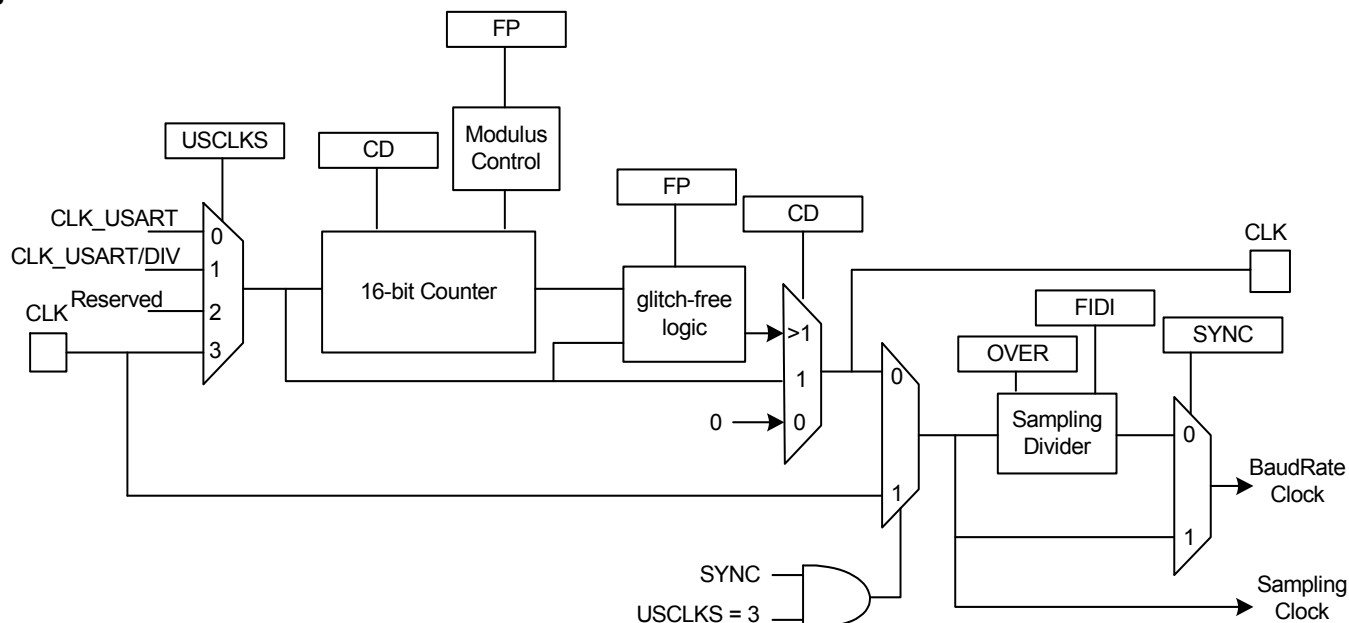 FP
USCLKS
CD
Modulus
Control
FP
CD
CLK_USART
CLK_USART/DIV
Reserved
CLK
0
1
2
3
16-bit Counter
glitch-free
logic
>1
1
0
0
CLK
FIDI
OVER
SYNC
0
1
Sampling
Divider
0
1
BaudRate
Clock
SYNC
USCLKS = 3
Sampling
Clock